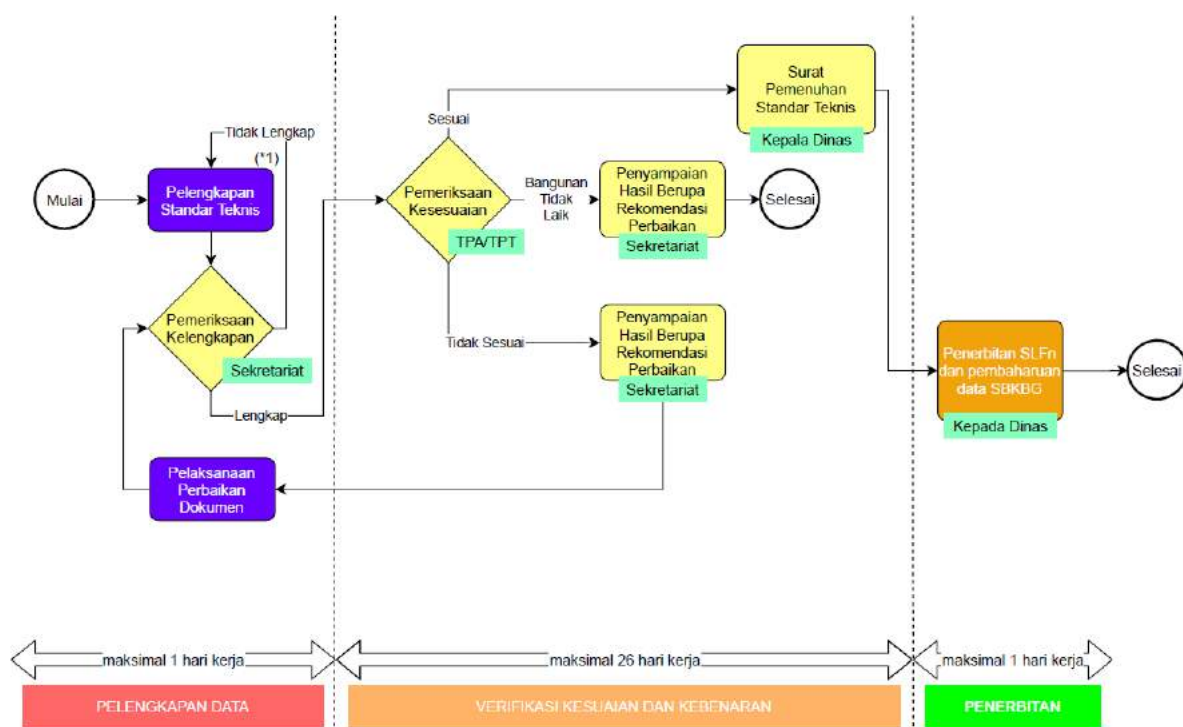 Mulai
Tidak Lengkap
(*1)
Pelengkapan
Standar Teknis
Pemeriksaan
Kelengkapan
Sekretariat
Lengkap
Pelaksanaan
Perbaikan
Dokumen
Sesuai
Pemeriksaan
Kesesuaian
TPA/TPT
Bangunan
Tidak
Laik
Penyampaian
Hasil Berupa
Rekomendasi
Perbaikan
Sekretariat
Selesai
Tidak Sesuai
Penyampaian
Hasil Berupa
Rekomendasi
Perbaikan
Sekretariat
Surat
Pemenuhan
Standar Teknis
Kepala Dinas
Penerbitan SLFn
dan pembaharuan
data SBKBG
Kepada Dinas
Selesai
maksimal 1 hari kerja
maksimal 26 hari kerja
maksimal 1 hari kerja
PELENGKAPAN DATA
VERIFIKASI KESUAIAN DAN KEBENARAN
PENERBITAN